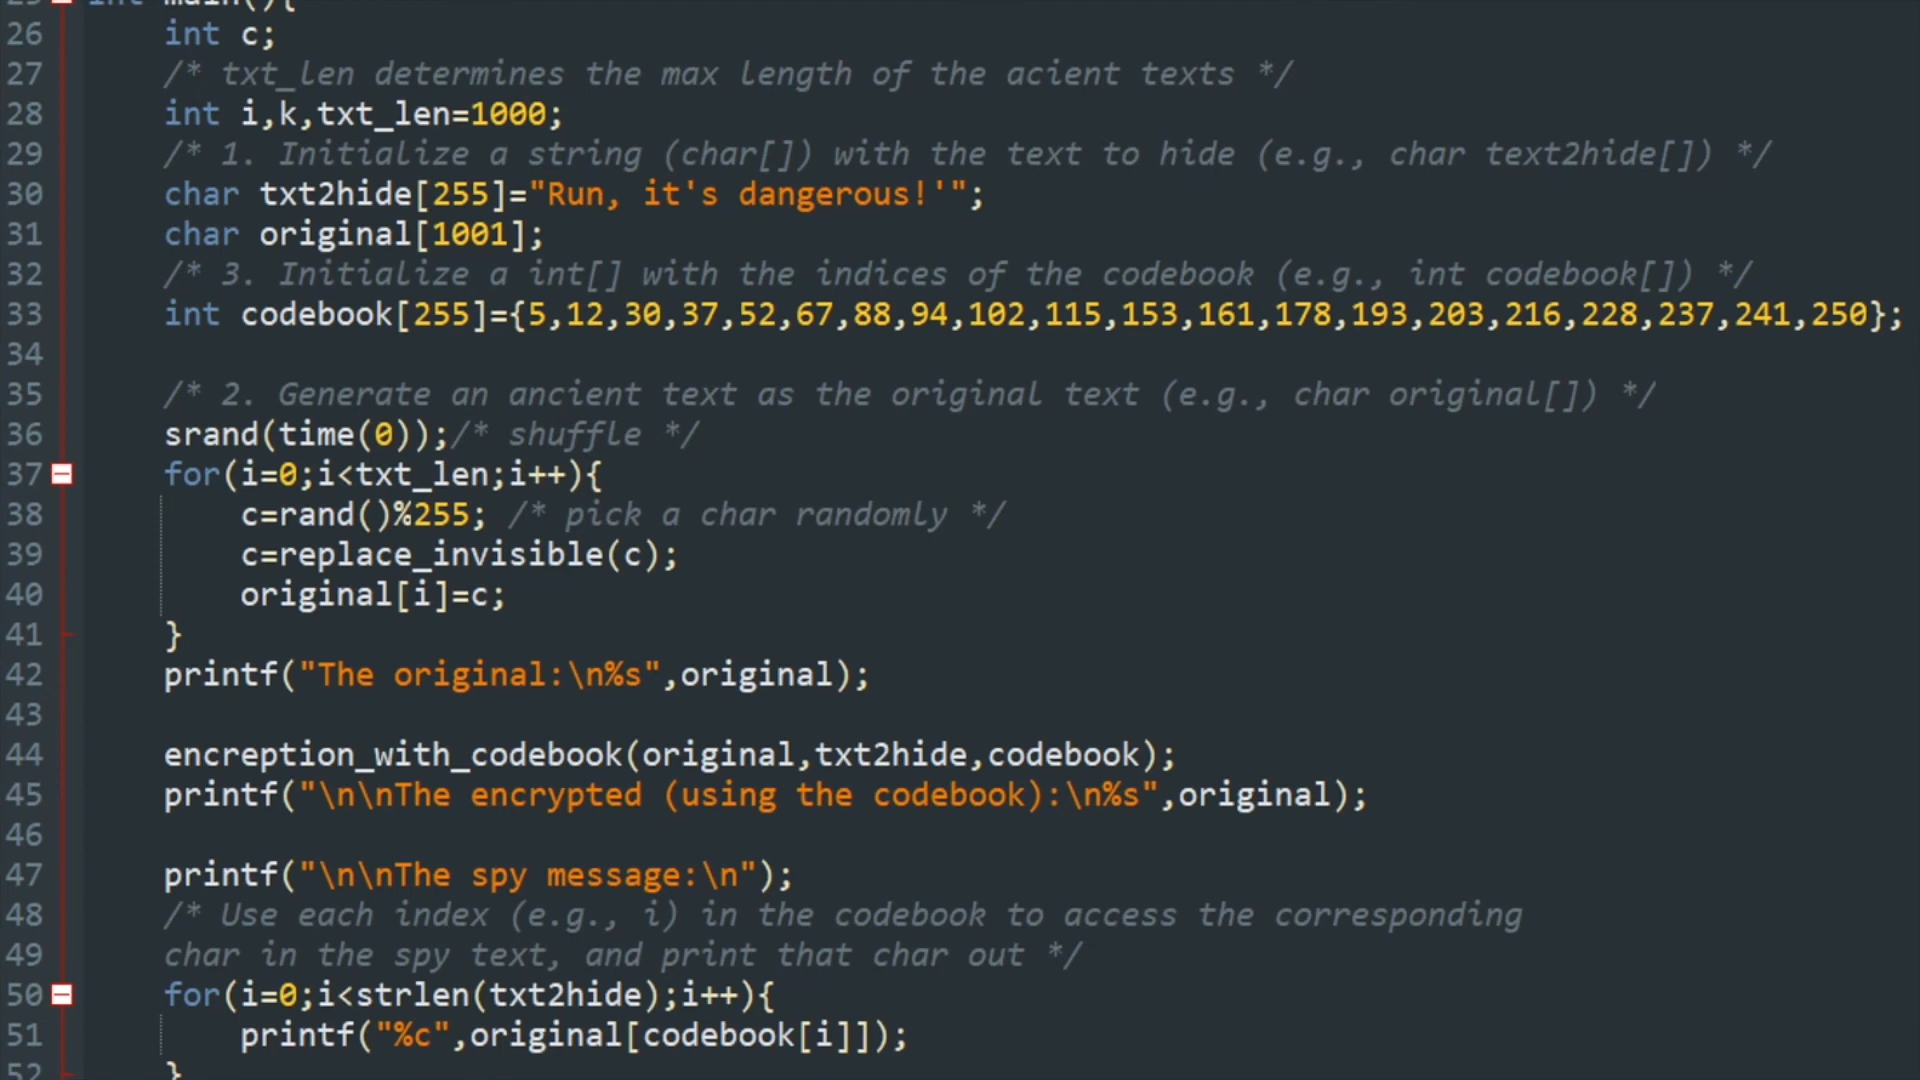 25 int main(){
26 int c;
27 /* txt_len determines the max length of the acient texts */
28 int i,k,txt_len=1000;
29 /* 1. Initialize a string (char[]) with the text to hide (e.g., char text2hide[]) */
30 char txt2hide[255]="Run, it's dangerous!'";
31 char original[1001];
32 /* 3. Initialize a int[] with the indices of the codebook (e.g., int codebook[]) */
33 int codebook[255]={5,12,30,37,52,67,88,94,102,115,153,161,178,193,203,216,228,237,241,250};
34
35 /* 2. Generate an ancient text as the original text (e.g., char original[]) */
36 srand(time(0));/* shuffle */
37 for(i=0;i<txt_len;i++){
38 c=rand()%255; /* pick a char randomly */
39 c=replace_invisible(c);
40 original[i]=c;
41 }
42 printf("The original:\n%s",original);
43
44 encreption_with_codebook(original,txt2hide,codebook);
45 printf("\n\nThe encrypted (using the codebook):\n%s",original);
46
47 printf("\n\nThe spy message:\n");
48 /* Use each index (e.g., i) in the codebook to access the corresponding
49 char in the spy text, and print that char out */
50 for(i=0;i<strlen(txt2hide);i++){
51 printf("%c",original[codebook[i]]);
52 }